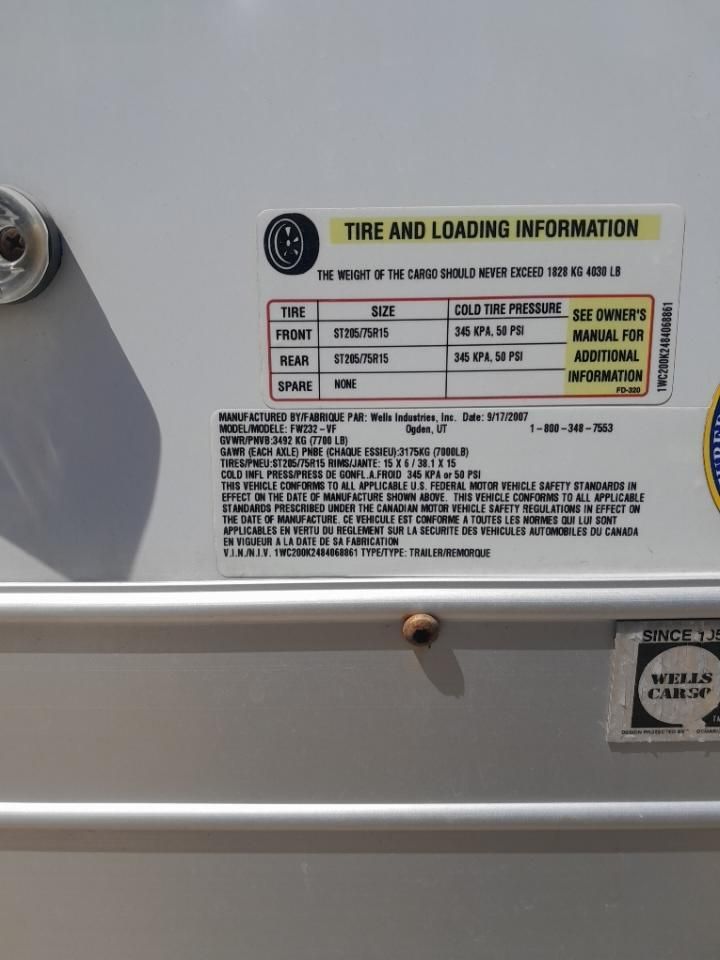 TIRE AND LOADING INFORMATION
THE WEIGHT OF THE CARGO SHOULD NEVER EXCEED 1828 KG 4030 LB
TIRE SIZE COLD TIRE PRESSURE SEE OWNER'S MANUAL FOR ADDITIONAL INFORMATION
FRONT ST205/75R15 345 KPA, 50 PSI
REAR ST205/75R15 345 KPA, 50 PSI
SPARE NONE
FD-320
1WC200K2484068861
MANUFACTURED BY/FABRIQUE PAR: Wells Industries, Inc. Date: 9/17/2007
MODEL/MODELE: FW232-VF Ogden, UT 1-800-348-7553
GVWR/PNVB:3492 KG (7700 LB)
GAWR (EACH AXLE) PNBE (CHAQUE ESSIEU):3175KG (7000LB)
TIRES/PNEU:ST205/75R15 RIMS/JANTE: 15 X 6 / 38.1 X 15
COLD INFL PRESS/PRESS DE GONFL.A.FROID 345 KPA or 50 PSI
THIS VEHICLE CONFORMS TO ALL APPLICABLE U.S. FEDERAL MOTOR VEHICLE SAFETY STANDARDS IN
EFFECT ON THE DATE OF MANUFACTURE SHOWN ABOVE. THIS VEHICLE CONFORMS TO ALL APPLICABLE
STANDARDS PRESCRIBED UNDER THE CANADIAN MOTOR VEHICLE SAFETY REGULATIONS IN EFFECT ON
THE DATE OF MANUFACTURE. CE VEHICULE EST CONFORME A TOUTES LES NORMES QUI LUI SONT
APPLICABLES EN VERTU DU REGLEMENT SUR LA SECURITE DES VEHICULES AUTOMOBILES DU CANADA
EN VIGUEUR A LA DATE DE SA FABRICATION
V.I.N./N.I.V. 1WC200K2484068861 TYPE/TYPE: TRAILER/REMORQUE
SINCE
WELLS
CARGO